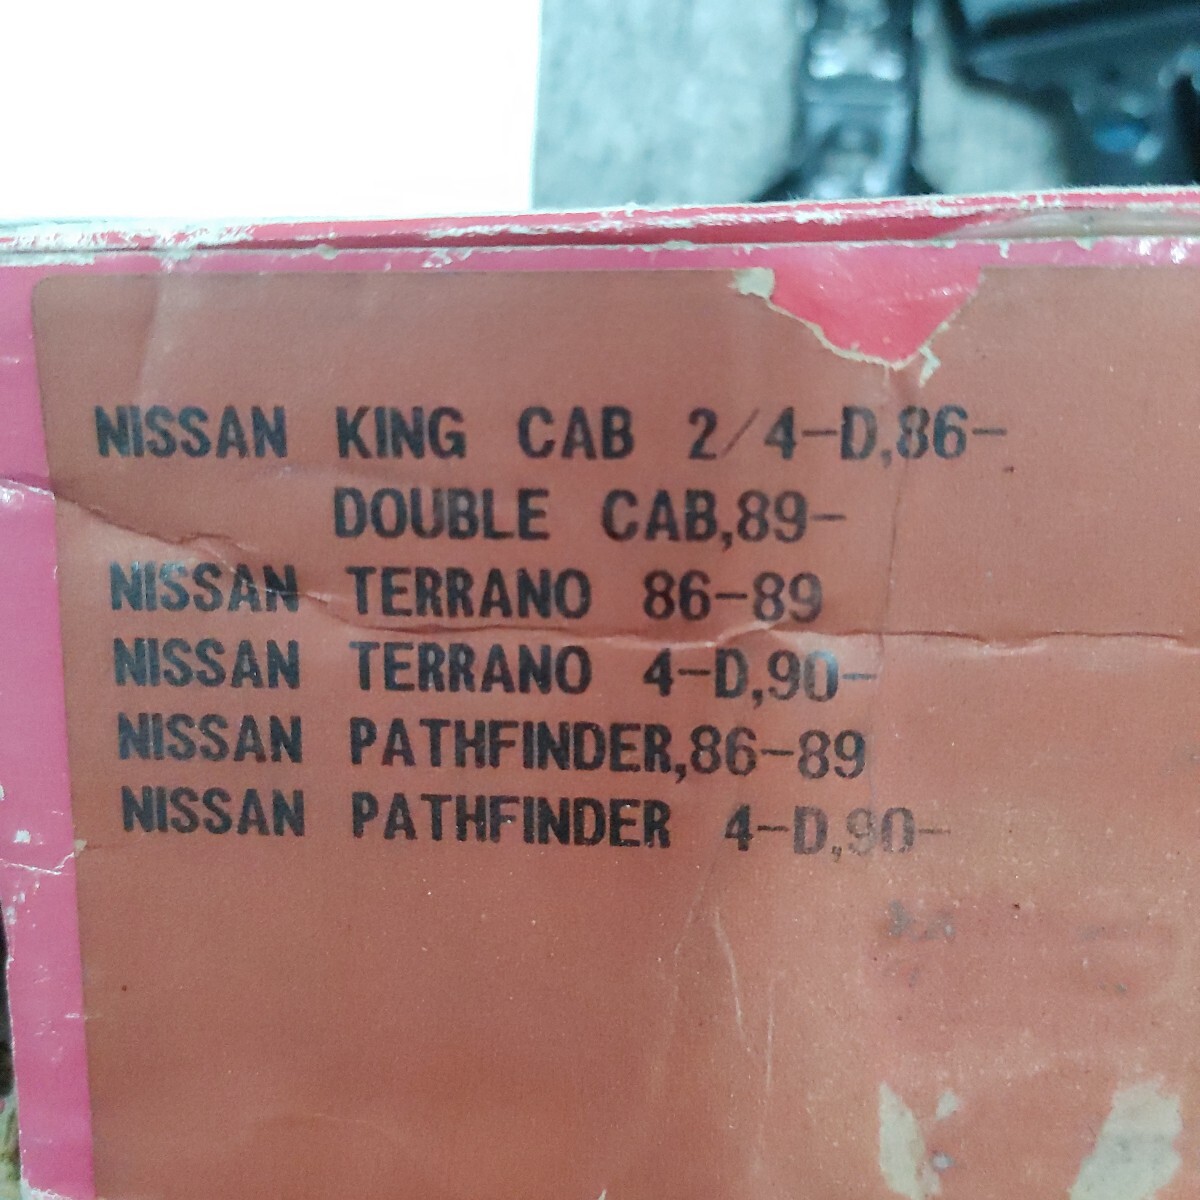 NISSAN KING CAB 2/4-D,86-
DOUBLE CAB,89-
NISSAN TERRANO 86-89
NISSAN TERRANO 4-D,90-
NISSAN PATHFINDER,86-89
NISSAN PATHFINDER 4-D,90-